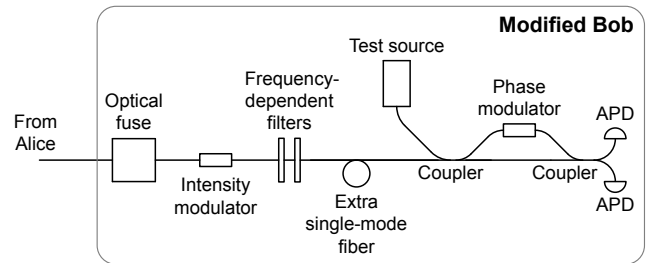 Modified Bob
Test source
Frequency-
dependent
filters
Phase
modulator
Optical
fuse
APD
From
Alice
Coupler
Coupler
Intensity
modulator
Extra
single-mode
fiber
APD